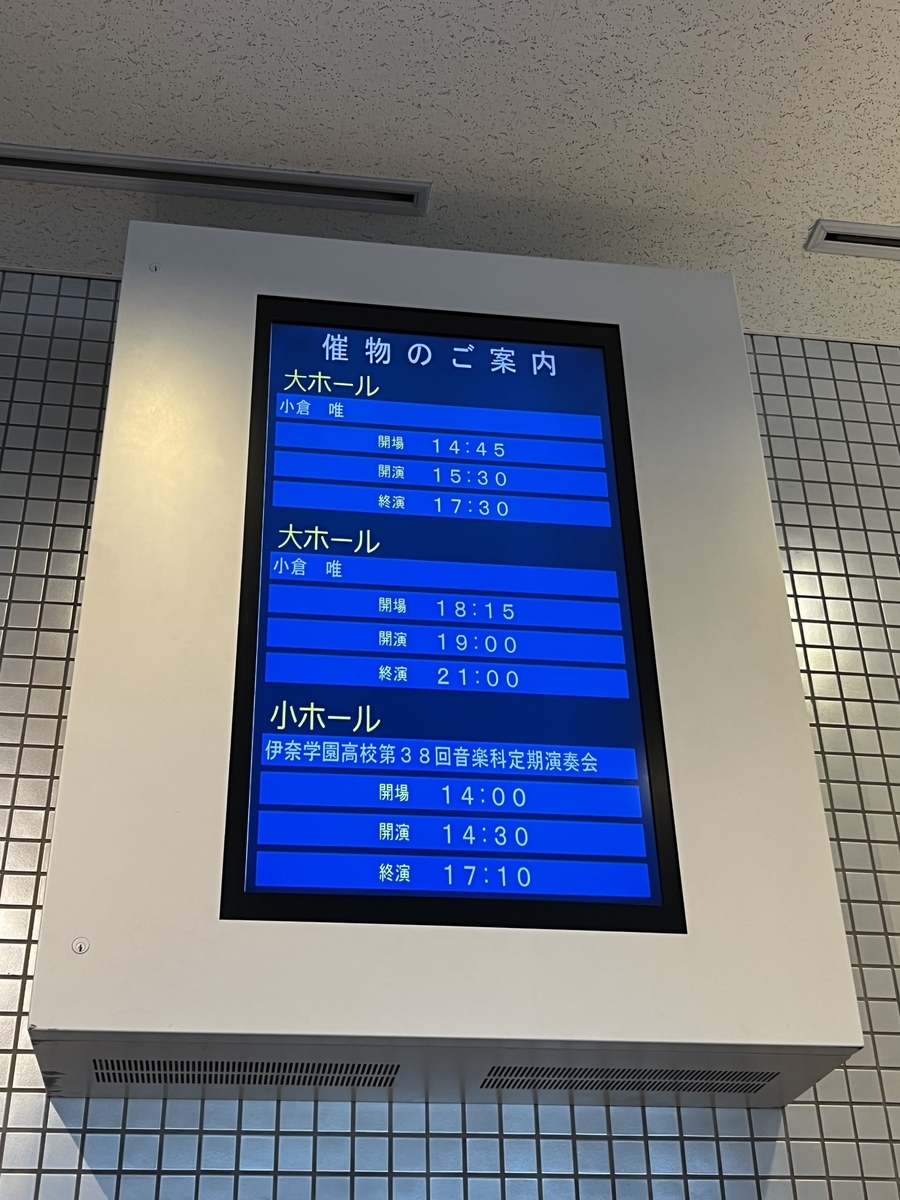 催物のご案内
大ホール
小倉　唯
開場　１４：４５
開演　１５：３０
終演　１７：３０
大ホール
小倉　唯
開場　１８：１５
開演　１９：００
終演　２１：００
小ホール
伊奈学園高校第３８回音楽科定期演奏会
開場　１４：００
開演　１４：３０
終演　１７：１０